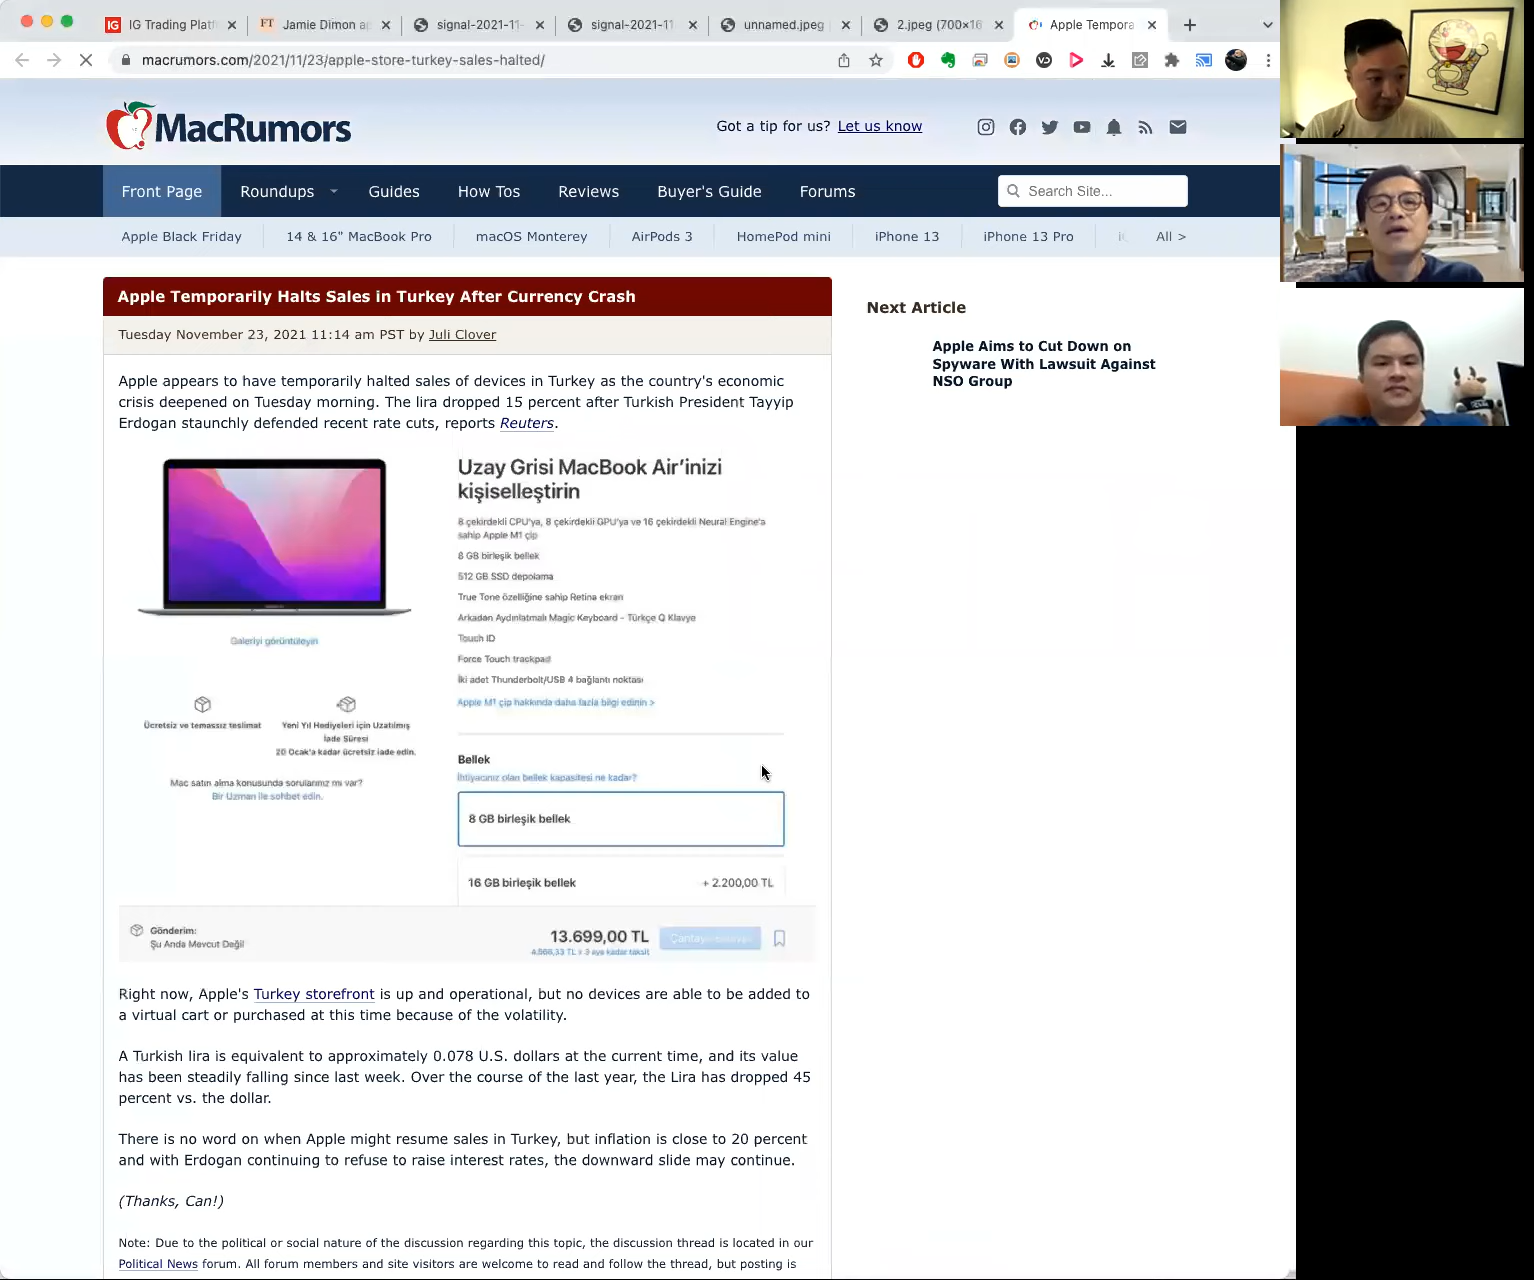 IG Trading Platf
Jamie Dimon ap
signal-2021-11-
signal-2021-11
unnamed.jpeg
2.jpeg (700×16
Apple Tempora
macrumors.com/2021/11/23/apple-store-turkey-sales-halted/
MacRumors
Got a tip for us? Let us know
Front Page
Roundups
Guides
How Tos
Reviews
Buyer's Guide
Forums
Search Site...
Apple Black Friday
14 & 16" MacBook Pro
macOS Monterey
AirPods 3
HomePod mini
iPhone 13
iPhone 13 Pro
All >
Apple Temporarily Halts Sales in Turkey After Currency Crash
Tuesday November 23, 2021 11:14 am PST by Juli Clover
Apple appears to have temporarily halted sales of devices in Turkey as the country's economic
crisis deepened on Tuesday morning. The lira dropped 15 percent after Turkish President Tayyip
Erdogan staunchly defended recent rate cuts, reports Reuters.
Uzay Grisi MacBook Air'inizi
kişiselleştirin
8 çekirdekli CPU'ya, 8 çekirdekli GPU'ya ve 16 çekirdekli Neural Engine'a
sahip Apple M1 çip
8 GB birleşik bellek
512 GB SSD depolama
True Tone özelliğine sahip Retina ekran
Arkadan Aydınlatmalı Magic Keyboard - Türkçe Q Klavye
Touch ID
Force Touch trackpad
İki adet Thunderbolt/USB 4 bağlantı noktası
Apple M1 çip hakkında daha fazla bilgi edinin >
Galeriyi görüntüleyin
Ücretsiz ve temassız teslimat
Yeni Yıl Hediyeleri için Uzatılmış
İade Süresi
20 Ocak'a kadar ücretsiz iade edin.
Mac satın alma konusunda sorularınız mı var?
Bir Uzman ile sohbet edin.
Bellek
İhtiyacınız olan bellek kapasitesi ne kadar?
8 GB birleşik bellek
16 GB birleşik bellek + 2.200,00 TL
Gönderim:
Şu Anda Mevcut Değil
13.699,00 TL
4.566,33 TL x 3 aya kadar taksit
Right now, Apple's Turkey storefront is up and operational, but no devices are able to be added to
a virtual cart or purchased at this time because of the volatility.
A Turkish lira is equivalent to approximately 0.078 U.S. dollars at the current time, and its value
has been steadily falling since last week. Over the course of the last year, the Lira has dropped 45
percent vs. the dollar.
There is no word on when Apple might resume sales in Turkey, but inflation is close to 20 percent
and with Erdogan continuing to refuse to raise interest rates, the downward slide may continue.
(Thanks, Can!)
Note: Due to the political or social nature of the discussion regarding this topic, the discussion thread is located in our
Political News forum. All forum members and site visitors are welcome to read and follow the thread, but posting is
Next Article
Apple Aims to Cut Down on
Spyware With Lawsuit Against
NSO Group